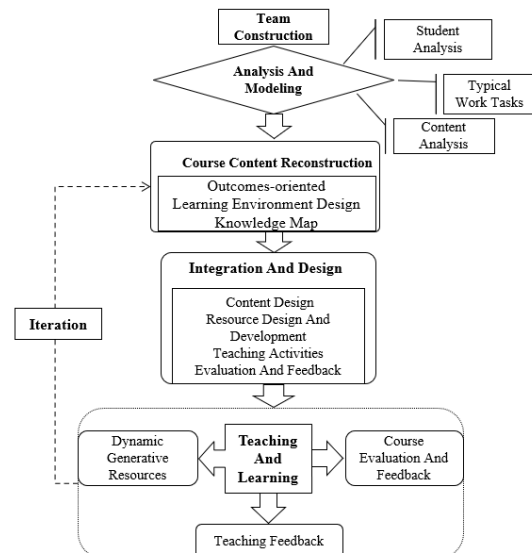 Team
Construction
Student
Analysis
Analysis And
Modeling
Typical
Work Tasks
Content
Analysis
Course Content Reconstruction
Outcomes-oriented
Learning Environment Design
Knowledge Map
Integration And Design
Content Design
Resource Design And
Development
Teaching Activities
Evaluation And Feedback
Iteration
Dynamic
Generative
Resources
Teaching
And
Learning
Course
Evaluation And
Feedback
Teaching Feedback